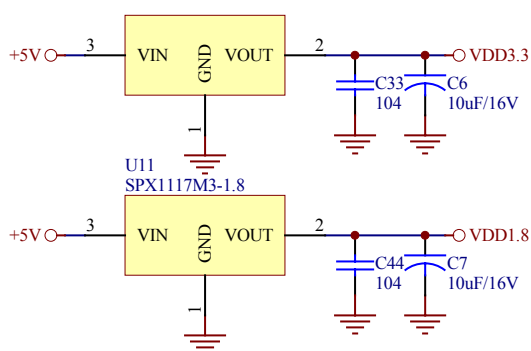 +5V 3 VIN GND VOUT 2 VDD3.3
1
C33 C6
104 10uF/16V
U11
SPX1117M3-1.8
+5V 3 VIN GND VOUT 2 VDD1.8
1
C44 C7
104 10uF/16V